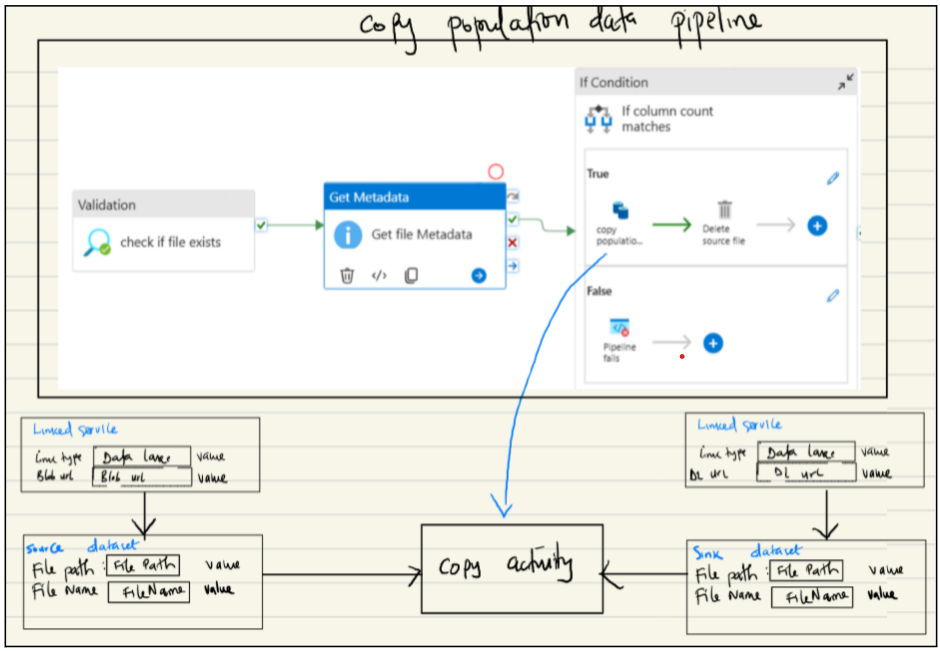 Copy population data pipeline
If Condition
If column count
matches
True
copy
populatio...
Delete
source file
False
Pipeline
fails
Validation
check if file exists
Get Metadata
Get file Metadata
Linked service
Link type Data Lake value
Blob url Blob url value
Source dataset
File path : File Path value
File Name FileName value
Copy activity
Linked service
Link type Data Lake value
DL url DL url value
Sink dataset
File path : File Path value
File Name FileName value